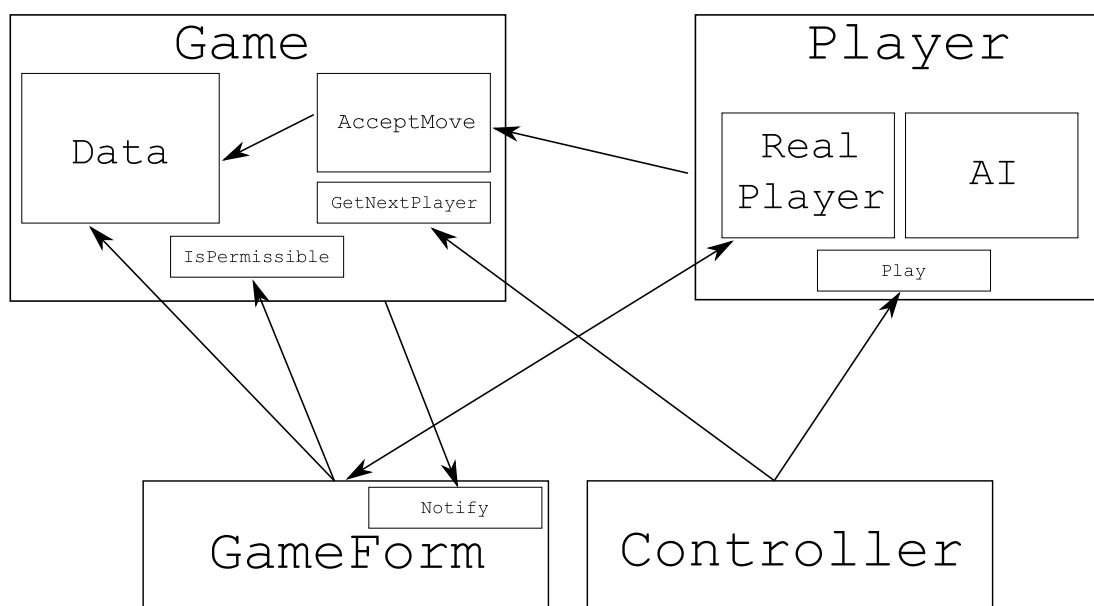 Game
Data
AcceptMove
GetNextPlayer
IsPermissible
Player
Real
Player
AI
Play
Notify
GameForm
Controller